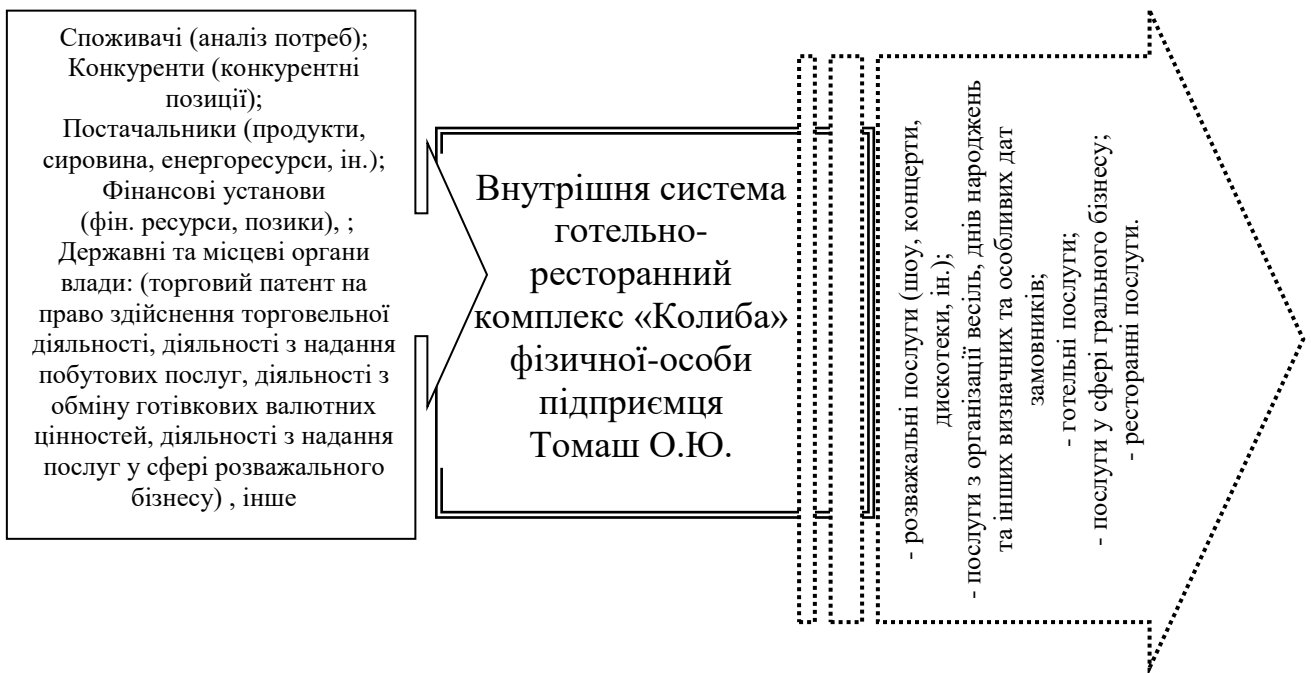 Споживачі (аналіз потреб);
Конкуренти (конкурентні
позиції);
Постачальники (продукти,
сировина, енергоресурси, ін.);
Фінансові установи
(фін. ресурси, позики), ;
Державні та місцеві органи
влади: (торговий патент на
право здійснення торговельної
діяльності, діяльності з надання
побутових послуг, діяльності з
обміну готівкових валютних
цінностей, діяльності з надання
послуг у сфері розважального
бізнесу) , інше
Внутрішня система
готельно-
ресторанний
комплекс «Колиба»
фізичної-особи
підприємця
Томаш О.Ю.
- розважальні послуги (шоу, концерти,
дискотеки, ін.);
- послуги з організації весіль, днів народжень
та інших визначних та особливих дат
замовників;
- готельні послуги;
- послуги у сфері грального бізнесу;
- ресторанні послуги.